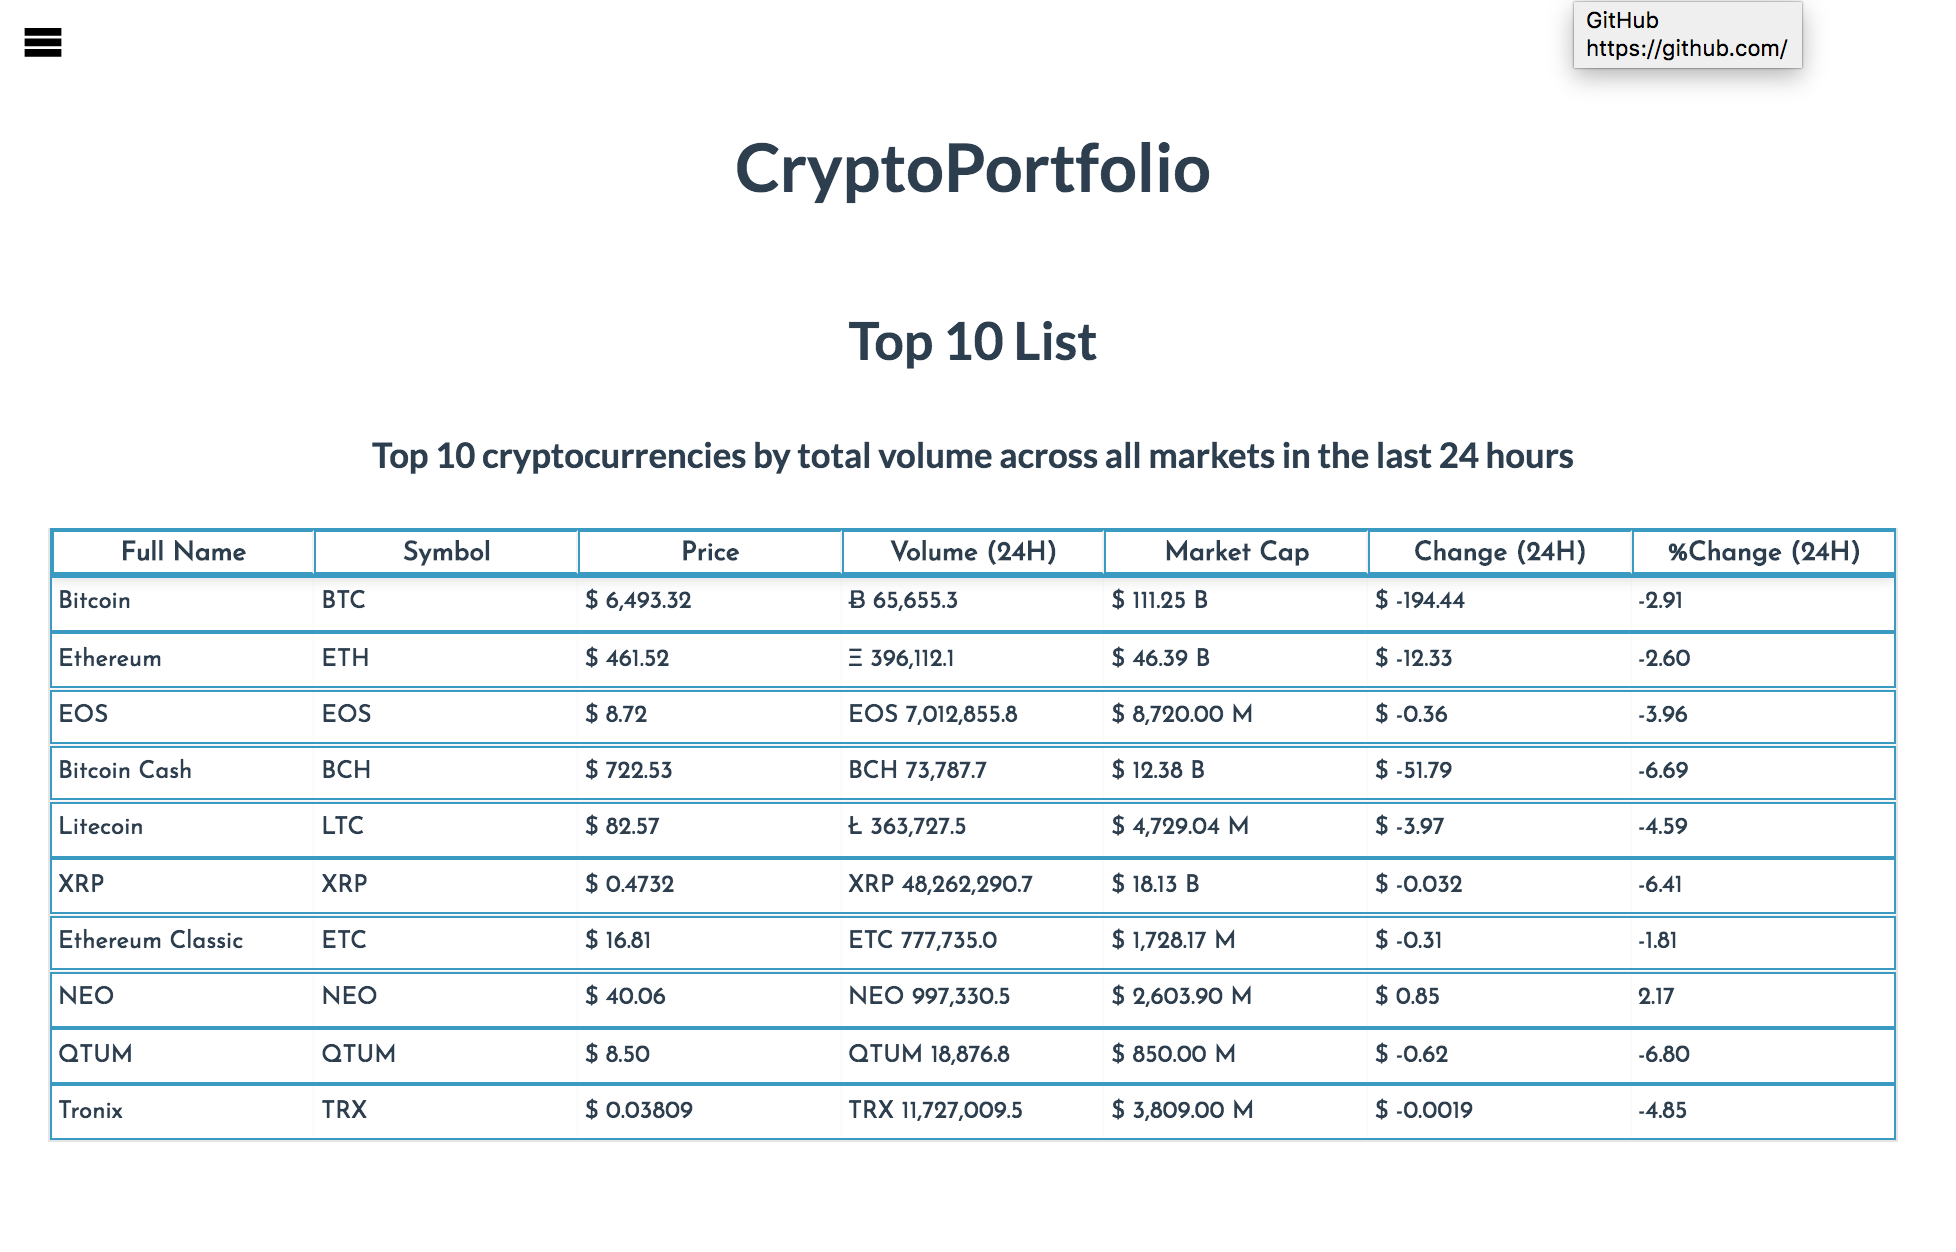 GitHub
https://github.com/
CryptoPortfolio
Top 10 List
Top 10 cryptocurrencies by total volume across all markets in the last 24 hours
Full Name Symbol Price Volume (24H) Market Cap Change (24H) %Change (24H)
Bitcoin BTC $ 6,493.32 Ƀ 65,655.3 $ 111.25 B $ -194.44 -2.91
Ethereum ETH $ 461.52 Ξ 396,112.1 $ 46.39 B $ -12.33 -2.60
EOS EOS $ 8.72 EOS 7,012,855.8 $ 8,720.00 M $ -0.36 -3.96
Bitcoin Cash BCH $ 722.53 BCH 73,787.7 $ 12.38 B $ -51.79 -6.69
Litecoin LTC $ 82.57 Ł 363,727.5 $ 4,729.04 M $ -3.97 -4.59
XRP XRP $ 0.4732 XRP 48,262,290.7 $ 18.13 B $ -0.032 -6.41
Ethereum Classic ETC $ 16.81 ETC 777,735.0 $ 1,728.17 M $ -0.31 -1.81
NEO NEO $ 40.06 NEO 997,330.5 $ 2,603.90 M $ 0.85 2.17
QTUM QTUM $ 8.50 QTUM 18,876.8 $ 850.00 M $ -0.62 -6.80
Tronix TRX $ 0.03809 TRX 11,727,009.5 $ 3,809.00 M $ -0.0019 -4.85